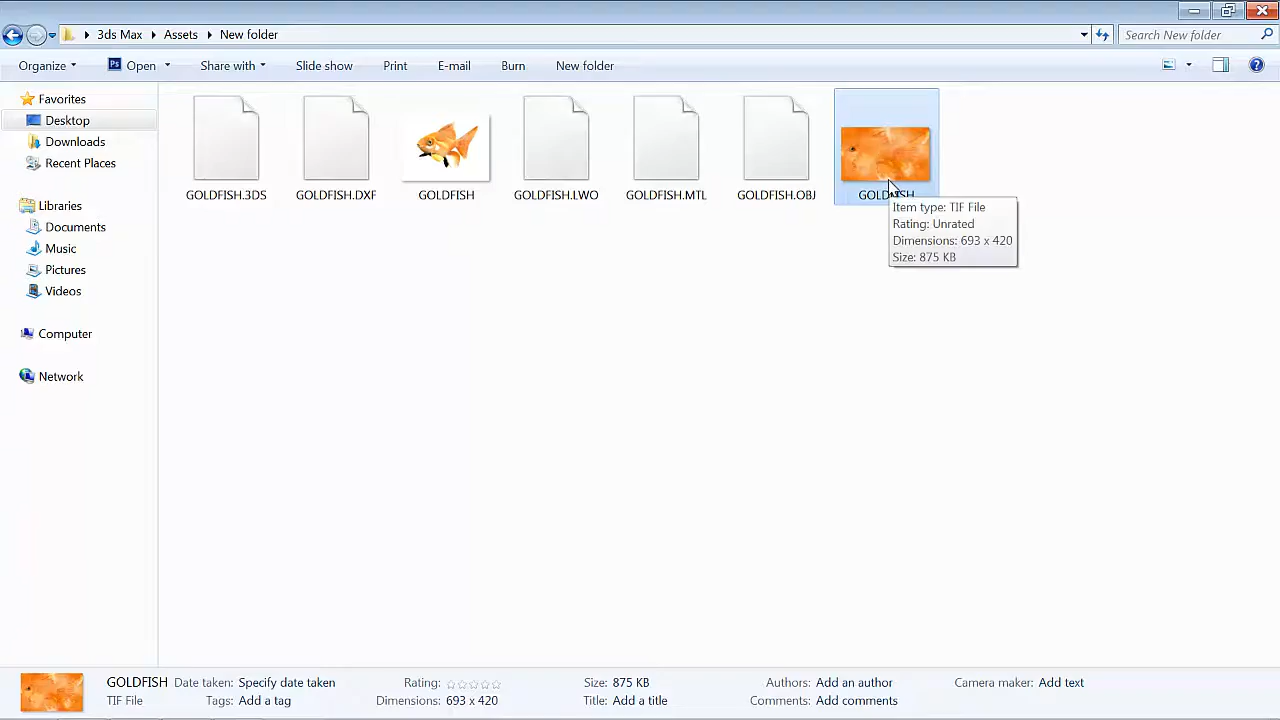 3ds Max Assets New folder
Search New folder
Organize Open Share with Slide show Print E-mail Burn New folder
Favorites
Desktop
Downloads
Recent Places
Libraries
Documents
Music
Pictures
Videos
Computer
Network
GOLDFISH.3DS GOLDFISH.DXF GOLDFISH GOLDFISH.LWO GOLDFISH.MTL GOLDFISH.OBJ GOLDFISH
Item type: TIF File
Rating: Unrated
Dimensions: 693 x 420
Size: 875 KB
GOLDFISH Date taken: Specify date taken Rating: Size: 875 KB Authors: Add an author Camera maker: Add text
TIF File Tags: Add a tag Dimensions: 693 x 420 Title: Add a title Comments: Add comments